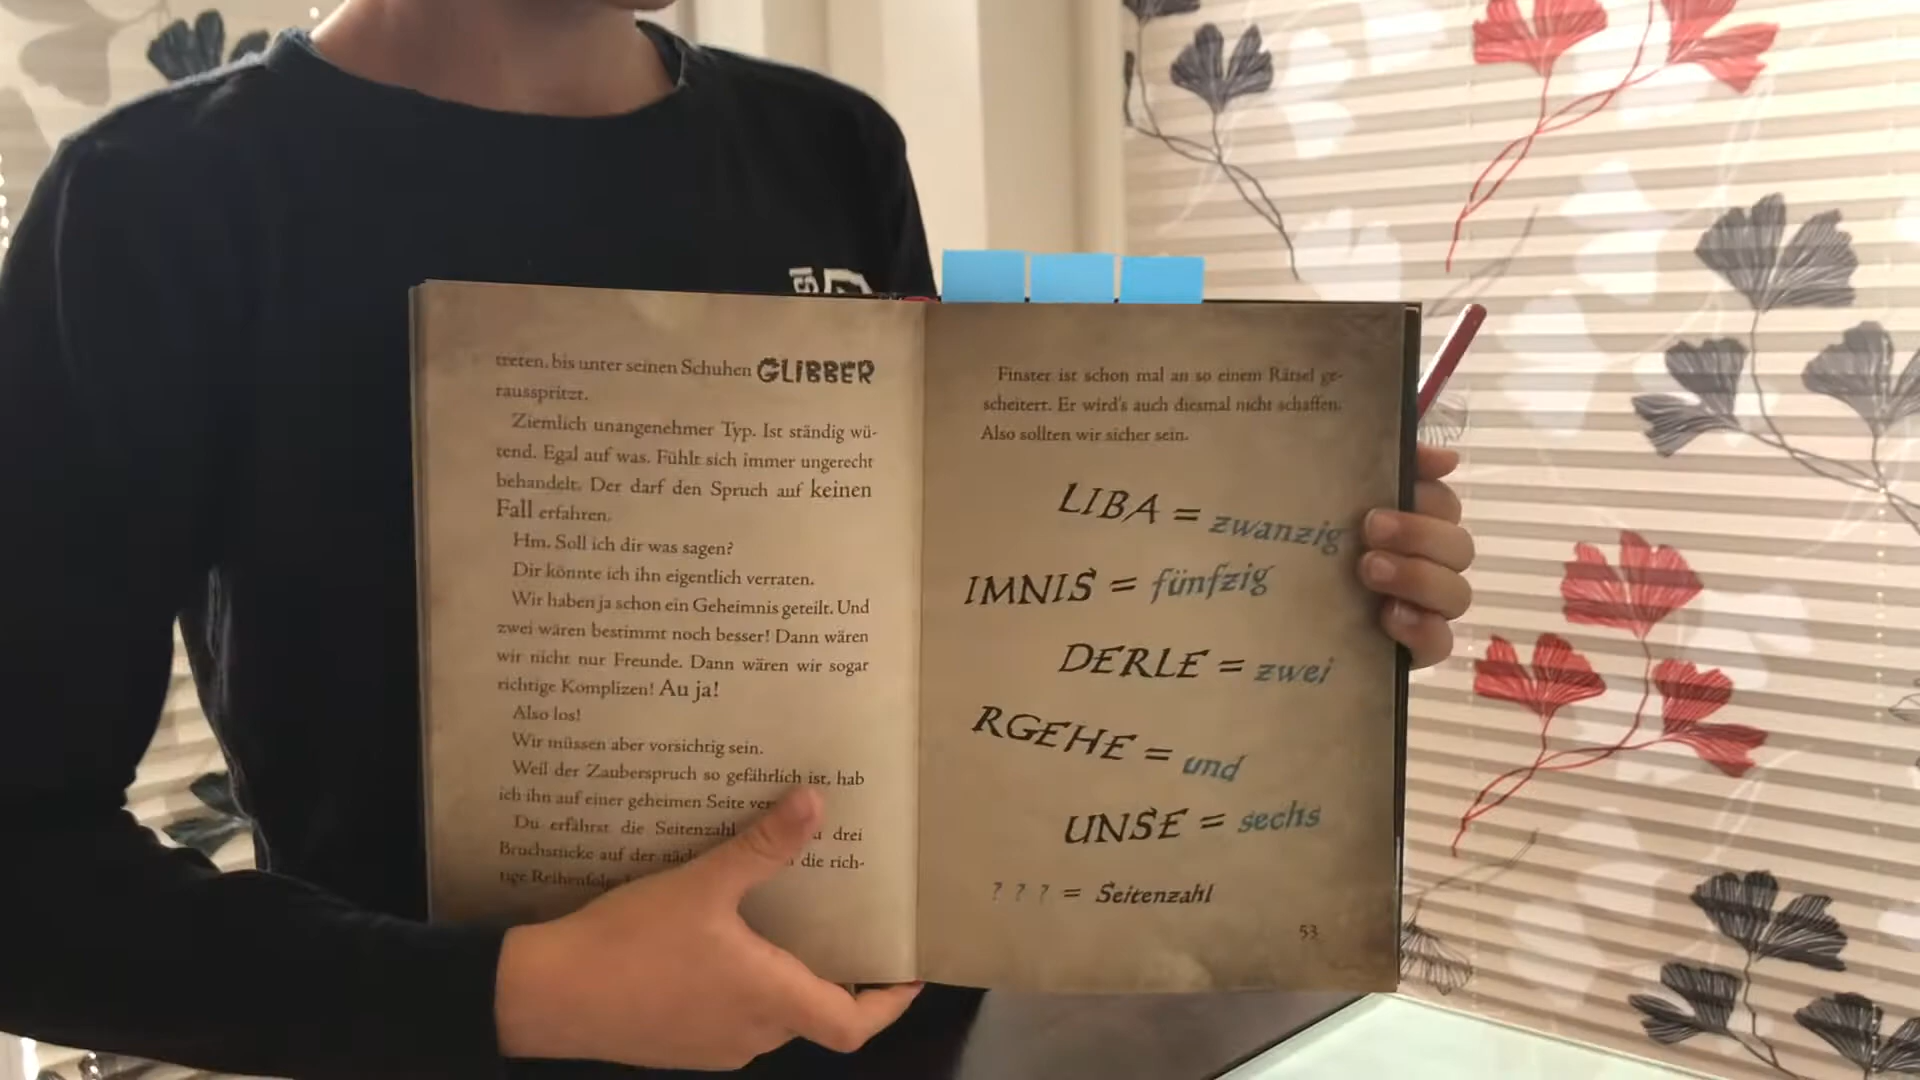 treten, bis unter seinen Schuhen GLIBBER
rausspritzt.
Ziemlich unangenehmer Typ. Ist ständig wü-
tend. Egal auf was. Fühlt sich immer ungerecht
behandelt. Der darf den Spruch auf keinen
Fall erfahren.
Hm. Soll ich dir was sagen?
Dir könnte ich ihn eigentlich verraten.
Wir haben ja schon ein Geheimnis geteilt. Und
zwei wären bestimmt noch besser! Dann wären
wir nicht nur Freunde. Dann wären wir sogar
richtige Komplizen! Au ja!
Also los!
Wir müssen aber vorsichtig sein.
Weil der Zauberspruch so gefährlich ist, hab
ich ihn auf einer geheimen Seite
Du erfährst die Seitenzahl drei
Bruchstücke auf der die rich-
tige Reihenfolge
Finster ist schon mal an so einem Rätsel ge-
scheitert. Er wird's auch diesmal nicht schaffen.
Also sollten wir sicher sein.
LIBA = zwanzig
IMNIS = fünfzig
DERLE = zwei
RGEHE = und
UNSE = sechs
? ? ? = Seitenzahl
53